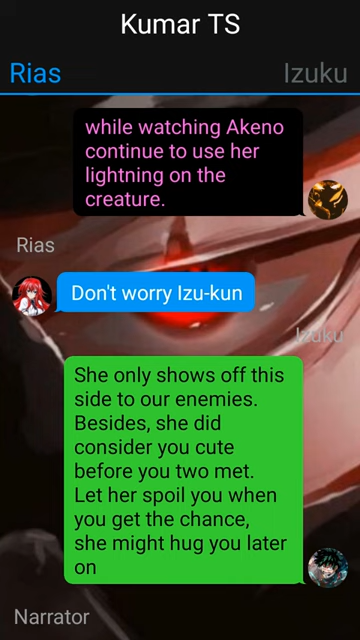 Kumar TS
Rias
Izuku
while watching Akeno
continue to use her
lightning on the
creature.
Rias
Don't worry Izu-kun
Izuku
She only shows off this
side to our enemies.
Besides, she did
consider you cute
before you two met.
Let her spoil you when
you get the chance,
she might hug you later
on
Narrator